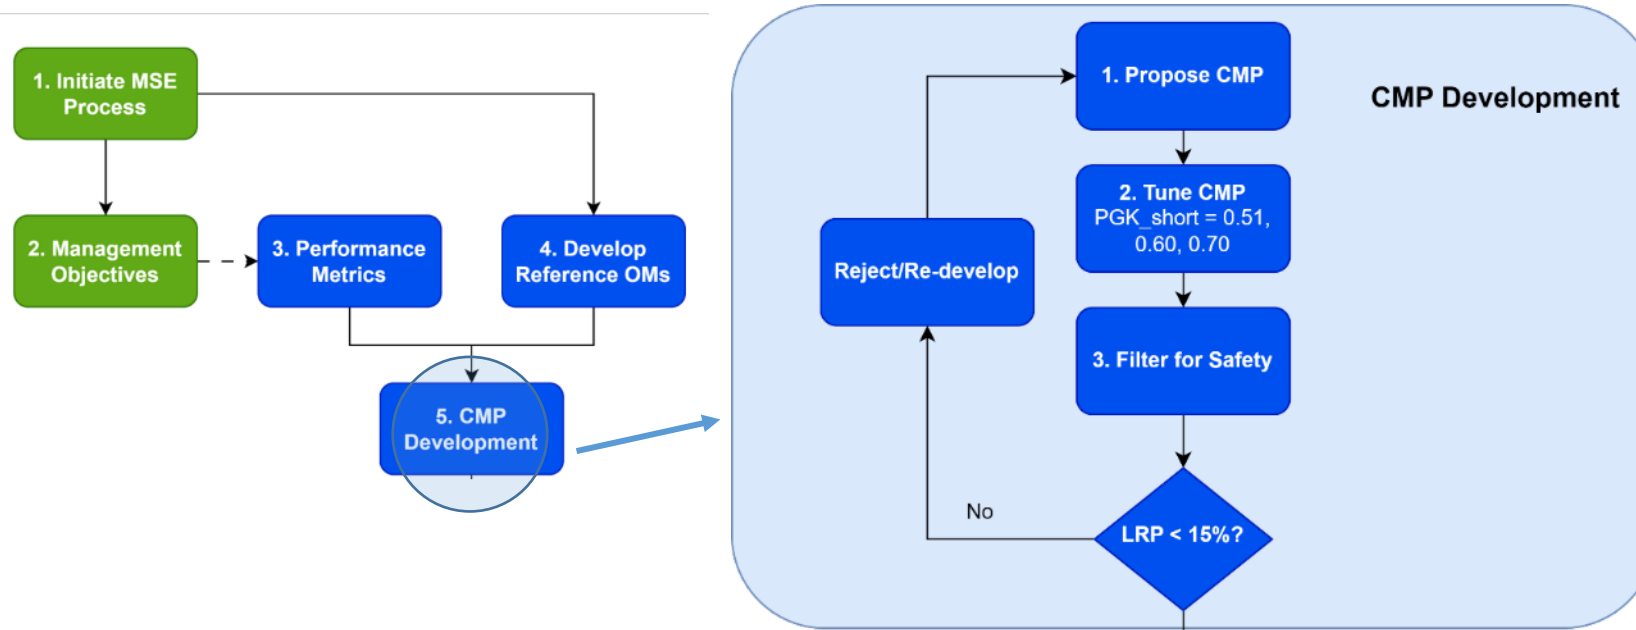 1. Initiate MSE
Process
2. Management
Objectives
3. Performance
Metrics
4. Develop
Reference OMs
5. CMP
Development
CMP Development
1. Propose CMP
2. Tune CMP
PGK_short = 0.51,
0.60, 0.70
Reject/Re-develop
3. Filter for Safety
No
LRP < 15%?